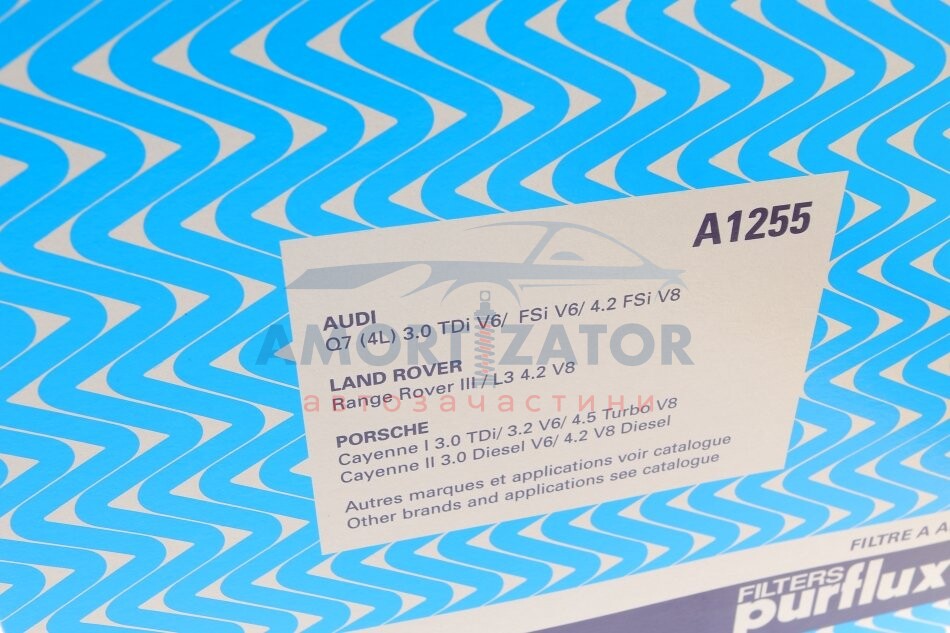 A1255
AUDI
Q7 (4L) 3.0 TDi V6/ FSi V6/ 4.2 FSi V8
AMORTIZATOR
LAND ROVER
Range Rover III / L3 4.2 V8
автозачастини
PORSCHE
Cayenne I 3.0 TDi/ 3.2 V6/ 4.5 Turbo V8
Cayenne II 3.0 Diesel V6/ 4.2 V8 Diesel
Autres marques et applications voir catalogue
Other brands and applications see catalogue
FILTRE A A
FILTERS
purflux